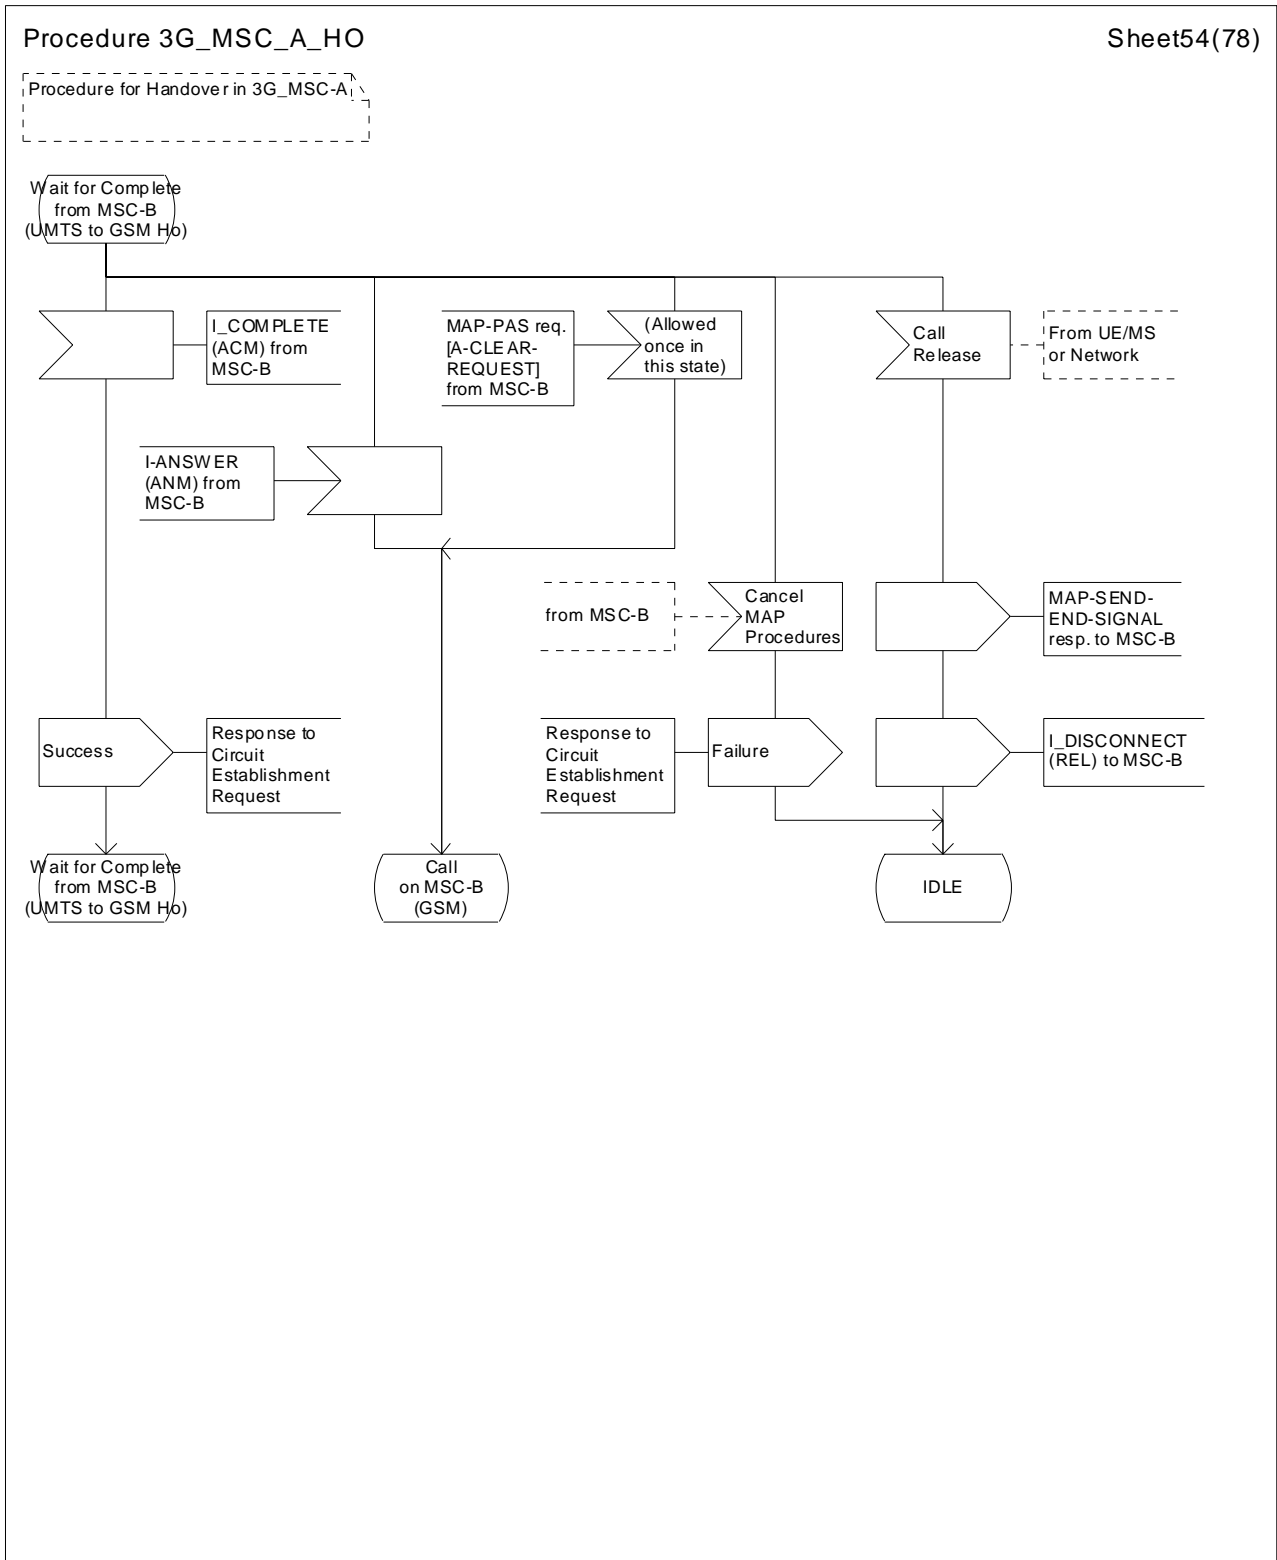 Procedure 3G_MSC_A_HO
Sheet54(78)
Procedure for Handover in 3G_MSC-A
Wait for Complete
from MSC-B
(UMTS to GSM Ho)
I_COMPLETE
(ACM) from
MSC-B
MAP-PAS req.
[A-CLEAR-
REQUEST]
from MSC-B
(Allowed
once in
this state)
Call
Release
From UE/MS
or Network
I-ANSWER
(ANM) from
MSC-B
from MSC-B
Cancel
MAP
Procedures
MAP-SEND-
END-SIGNAL
resp. to MSC-B
Success
Response to
Circuit
Establishment
Request
Response to
Circuit
Establishment
Request
Failure
I_DISCONNECT
(REL) to MSC-B
Wait for Complete
from MSC-B
(UMTS to GSM Ho)
Call
on MSC-B
(GSM)
IDLE